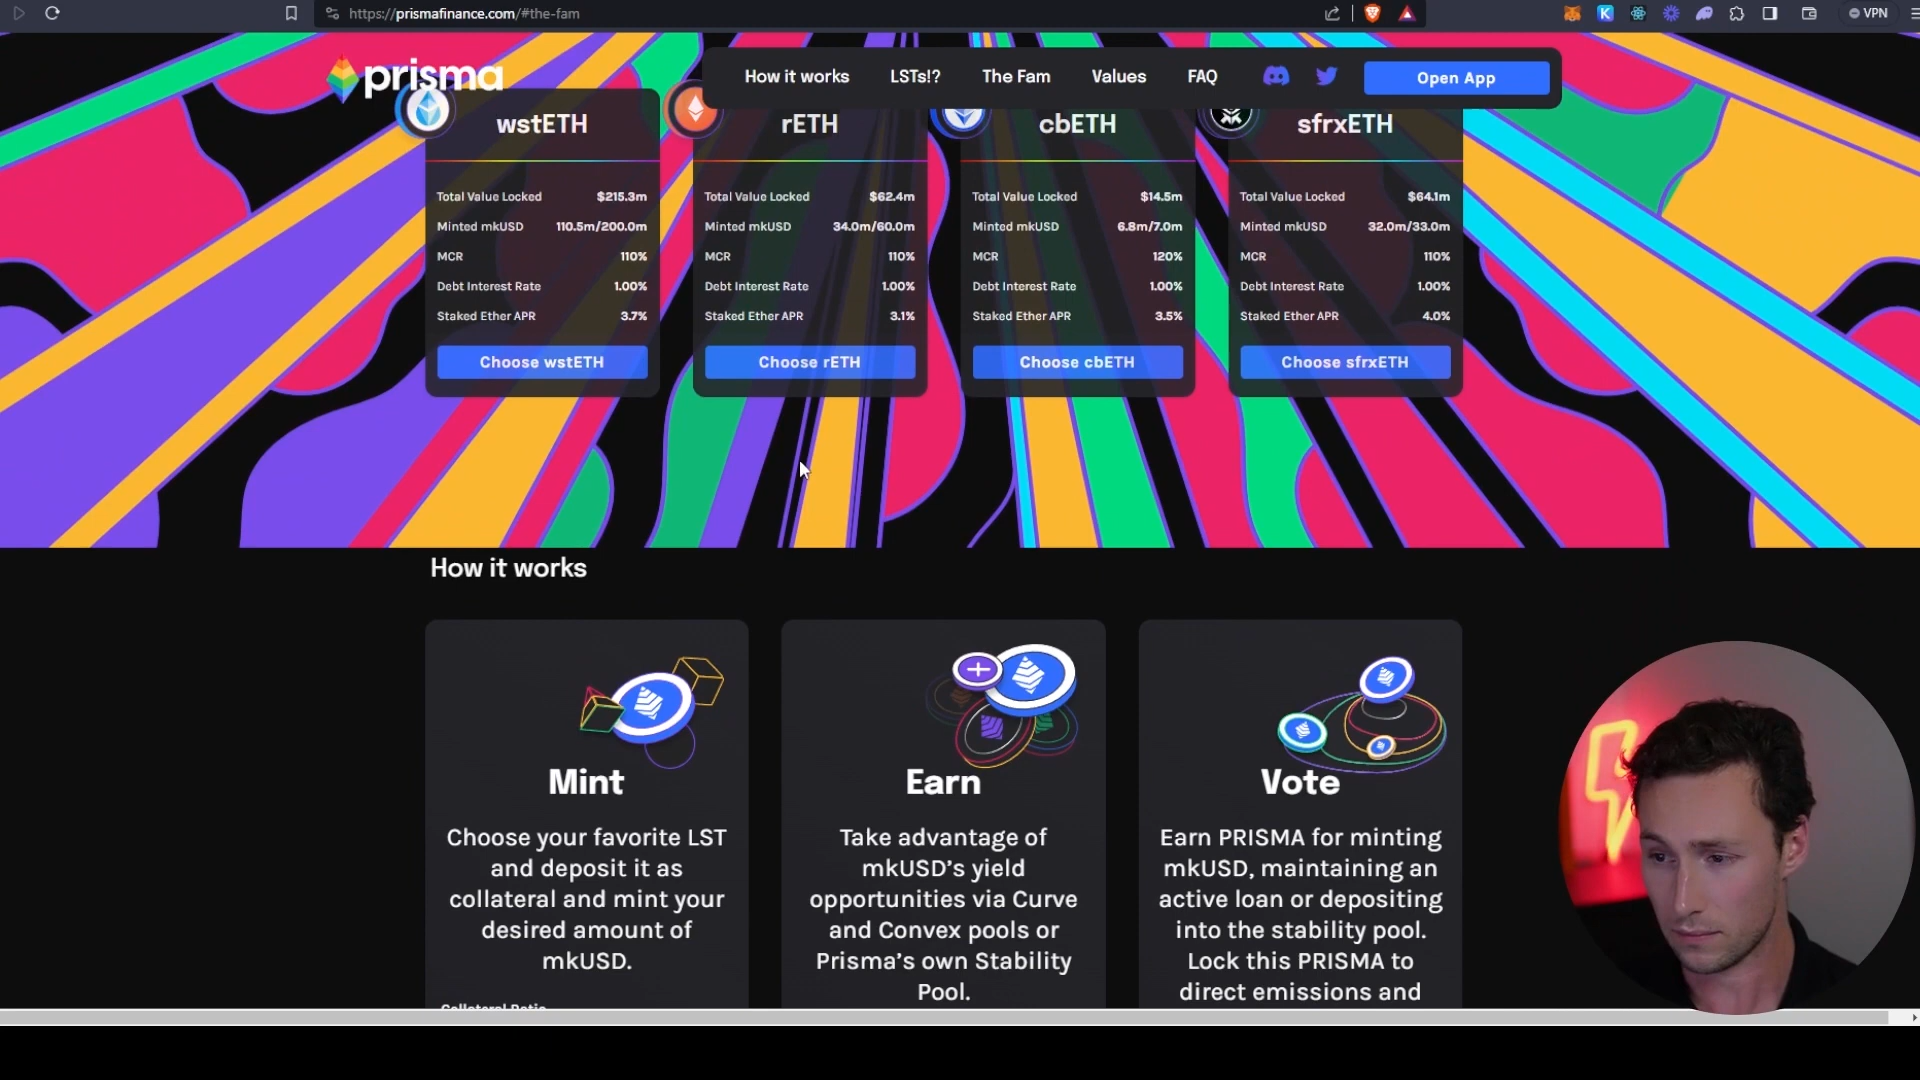 https://prismafinance.com/#the-fam
VPN
prisma
How it works
LSTs!?
The Fam
Values
FAQ
Open App
wstETH
Total Value Locked $215.3m
Minted mkUSD 110.5m/200.0m
MCR 110%
Debt Interest Rate 1.00%
Staked Ether APR 3.7%
Choose wstETH
rETH
Total Value Locked $62.4m
Minted mkUSD 34.0m/60.0m
MCR 110%
Debt Interest Rate 1.00%
Staked Ether APR 3.1%
Choose rETH
cbETH
Total Value Locked $14.5m
Minted mkUSD 6.8m/7.0m
MCR 120%
Debt Interest Rate 1.00%
Staked Ether APR 3.5%
Choose cbETH
sfrxETH
Total Value Locked $64.1m
Minted mkUSD 32.0m/33.0m
MCR 110%
Debt Interest Rate 1.00%
Staked Ether APR 4.0%
Choose sfrxETH
How it works
Mint
Choose your favorite LST
and deposit it as
collateral and mint your
desired amount of
mkUSD.
Collateral Ratio
Earn
Take advantage of
mkUSD's yield
opportunities via Curve
and Convex pools or
Prisma's own Stability
Pool.
Vote
Earn PRISMA for minting
mkUSD, maintaining an
active loan or depositing
into the stability pool.
Lock this PRISMA to
direct emissions and